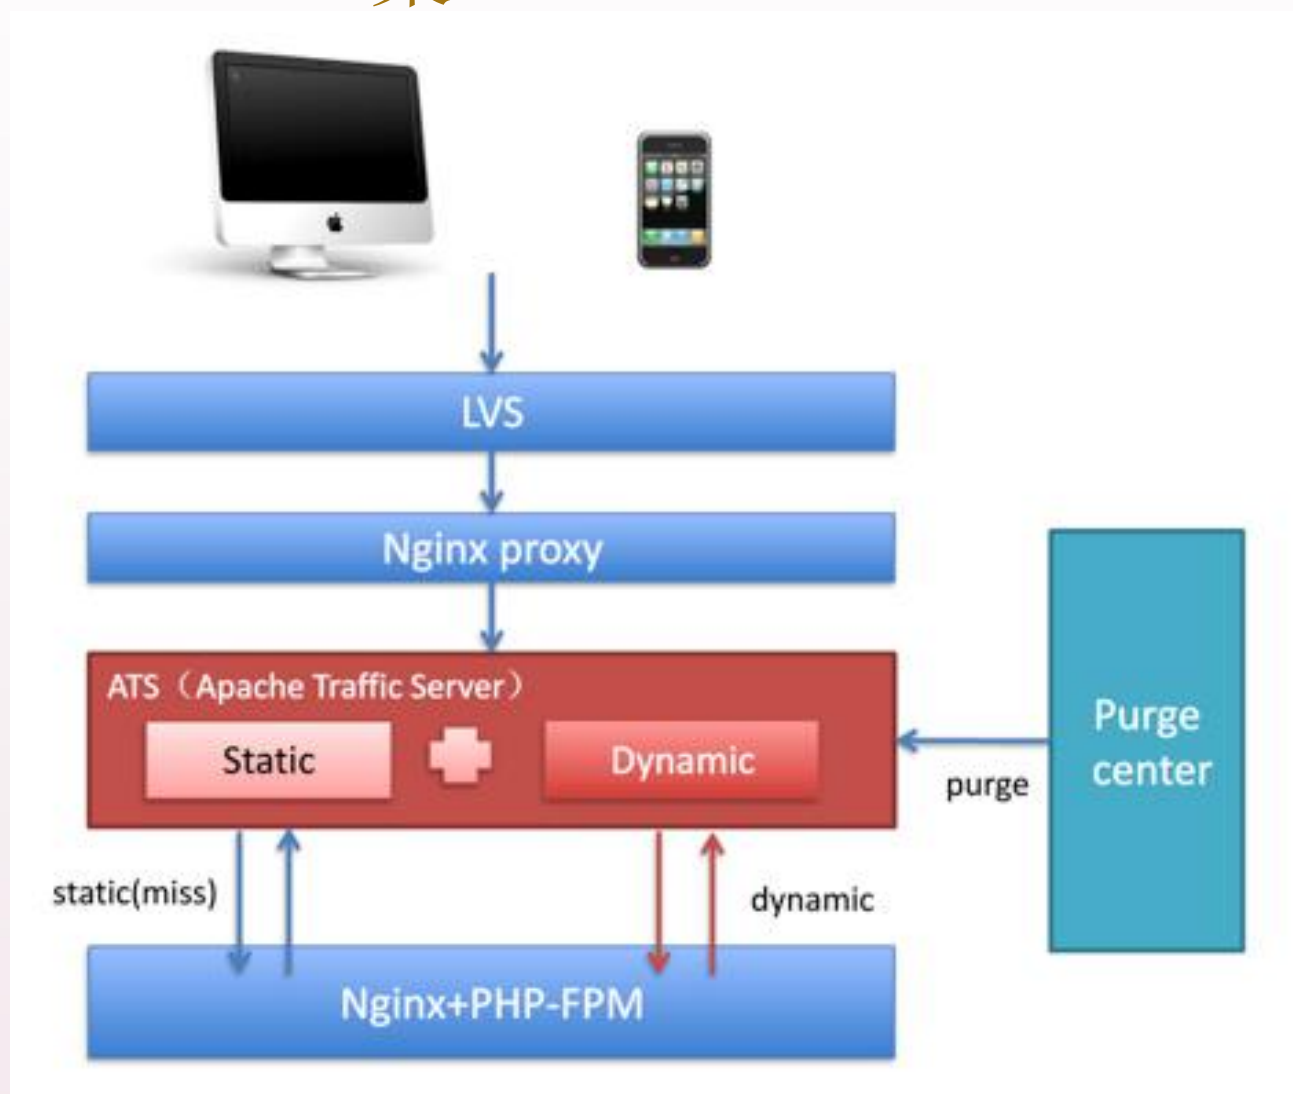 LVS
Nginx proxy
ATS（Apache Traffic Server）
Static
Dynamic
Purge
center
purge
static(miss)
dynamic
Nginx+PHP-FPM